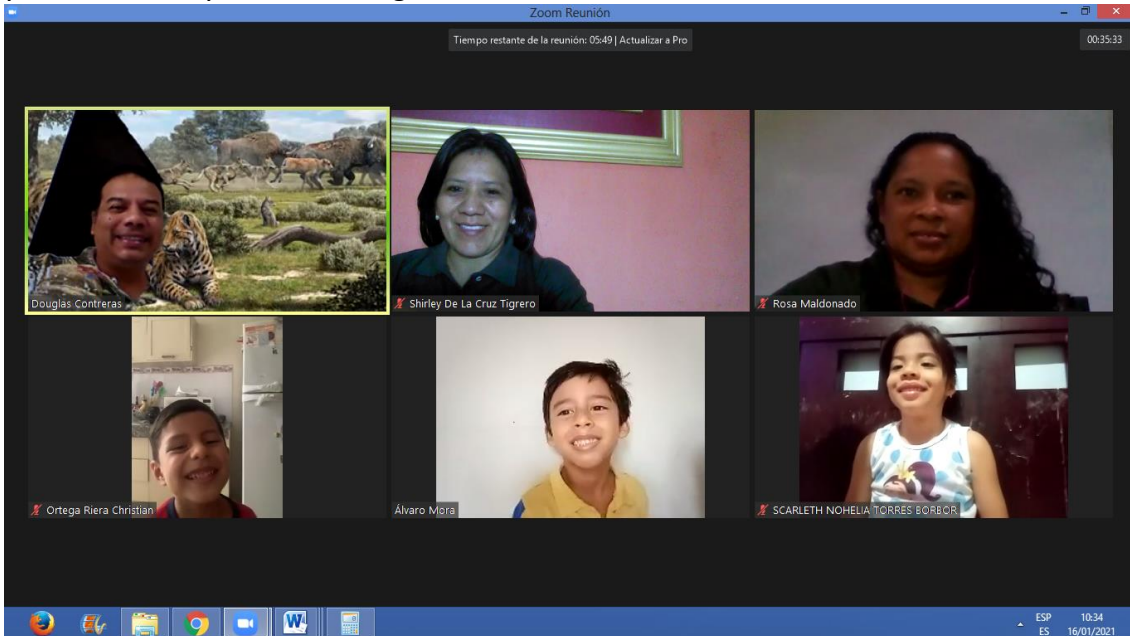 Zoom Reunión
Tiempo restante de la reunión: 05:49 | Actualizar a Pro
00:35:33
Douglas Contreras
Shirley De La Cruz Tigrero
Rosa Maldonado
Ortega Riera Christian
Álvaro Mora
SCARLETH NOHELIA TORRES BORBOR
ESP 10:34
ES 16/01/2021